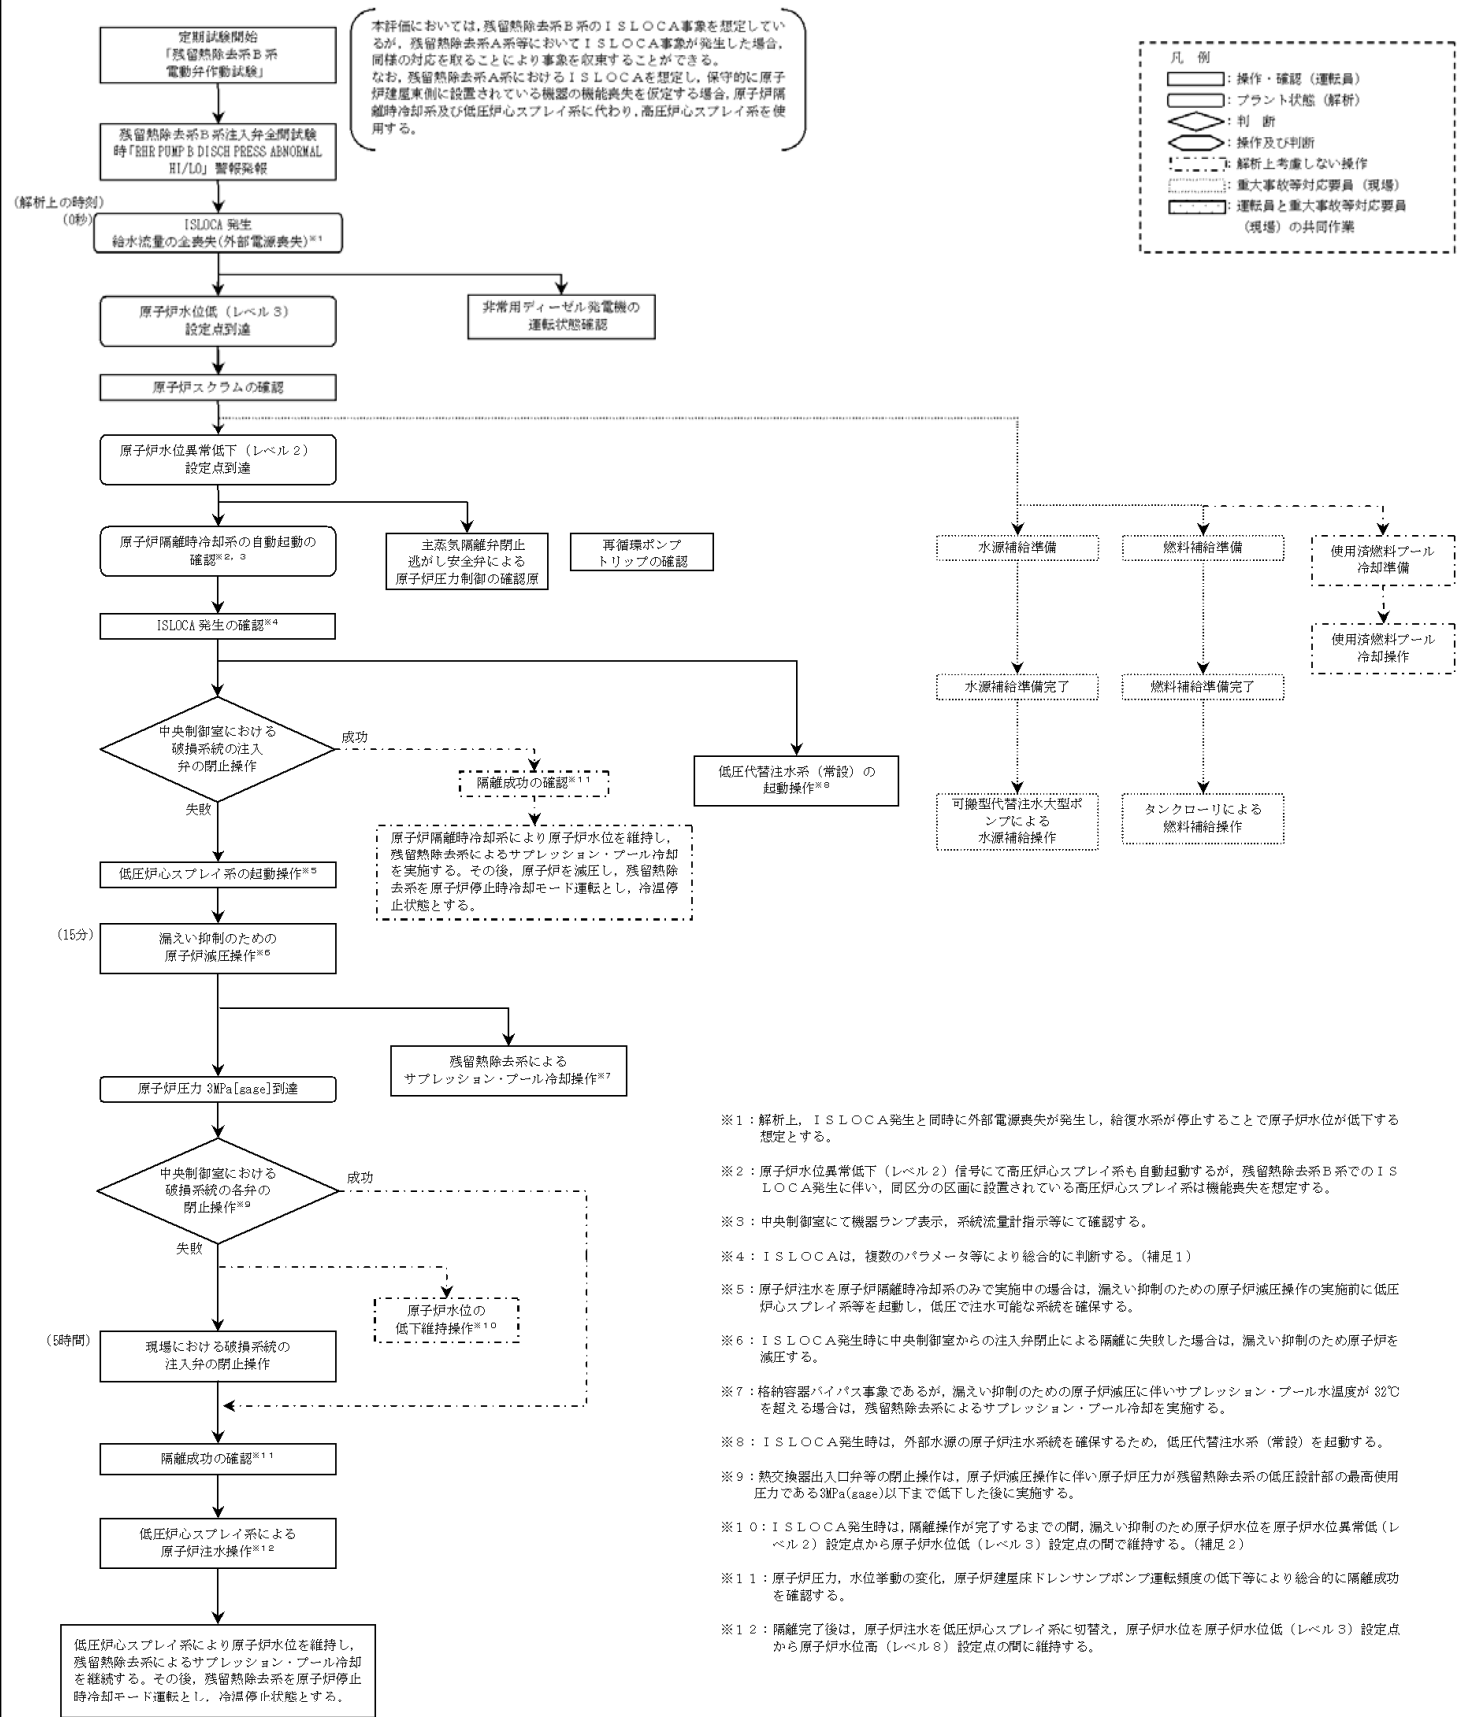 定期試験開始
「残留熱除去系Ｂ系
電動弁作動試験」
本評価においては，残留熱除去系Ｂ系のＩＳＬＯＣＡ事象を想定してい
るが，残留熱除去系Ａ系等においてＩＳＬＯＣＡ事象が発生した場合，
同様の対応を取ることにより事象を収束することができる。
なお，残留熱除去系Ａ系におけるＩＳＬＯＣＡを想定し，保守的に原子
炉建屋東側に設置されている機器の機能喪失を仮定する場合，原子炉隔
離時冷却系及び低圧炉心スプレイ系に代わり，高圧炉心スプレイ系を使
用する。
凡　例
：操作・確認（運転員）
：プラント状態（解析）
：判　断
：操作及び判断
：解析上考慮しない操作
：重大事故等対応要員（現場）
：運転員と重大事故等対応要員
（現場）の共同作業
残留熱除去系Ｂ系注入弁全開試験
時「RHR PUMP B DISCH PRESS ABNORMAL
HI/LO」警報発報
(解析上の時刻)
(0秒)
ISLOCA 発生
給水流量の全喪失(外部電源喪失)※1
原子炉水位低（レベル３）
設定点到達
非常用ディーゼル発電機の
運転状態確認
原子炉スクラムの確認
原子炉水位異常低下（レベル２）
設定点到達
原子炉隔離時冷却系の自動起動の
確認※2, 3
主蒸気隔離弁閉止
逃がし安全弁による
原子炉圧力制御の確認原
再循環ポンプ
トリップの確認
水源補給準備
燃料補給準備
使用済燃料プール
冷却準備
ISLOCA 発生の確認※4
使用済燃料プール
冷却操作
水源補給準備完了
燃料補給準備完了
中央制御室における
破損系統の注入
弁の閉止操作
成功
失敗
隔離成功の確認※11
低圧代替注水系（常設）の
起動操作※8
可搬型代替注水大型ポ
ンプによる
水源補給操作
タンクローリによる
燃料補給操作
原子炉隔離時冷却系により原子炉水位を維持し，
残留熱除去系によるサプレッション・プール冷却
を実施する。その後，原子炉を減圧し，残留熱除
去系を原子炉停止時冷却モード運転とし，冷温停
止状態とする。
低圧炉心スプレイ系の起動操作※5
(15分)
漏えい抑制のための
原子炉減圧操作※6
残留熱除去系による
サプレッション・プール冷却操作※7
原子炉圧力 3MPa[gage]到達
中央制御室における
破損系統の各弁の
閉止操作※9
成功
失敗
原子炉水位の
低下維持操作※10
(5時間)
現場における破損系統の
注入弁の閉止操作
隔離成功の確認※11
低圧炉心スプレイ系による
原子炉注水操作※12
低圧炉心スプレイ系により原子炉水位を維持し，
残留熱除去系によるサプレッション・プール冷却
を継続する。その後，残留熱除去系を原子炉停止
時冷却モード運転とし，冷温停止状態とする。
※１：解析上，ＩＳＬＯＣＡ発生と同時に外部電源喪失が発生し，給復水系が停止することで原子炉水位が低下する
想定とする。
※２：原子炉水位異常低下（レベル２）信号にて高圧炉心スプレイ系も自動起動するが，残留熱除去系Ｂ系でのＩＳ
ＬＯＣＡ発生に伴い，同区分の区画に設置されている高圧炉心スプレイ系は機能喪失を想定する。
※３：中央制御室にて機器ランプ表示，系統流量計指示等にて確認する。
※４：ＩＳＬＯＣＡは，複数のパラメータ等により総合的に判断する。(補足１)
※５：原子炉注水を原子炉隔離時冷却系のみで実施中の場合は，漏えい抑制のための原子炉減圧操作の実施前に低圧
炉心スプレイ系等を起動し，低圧で注水可能な系統を確保する。
※６：ＩＳＬＯＣＡ発生時に中央制御室からの注入弁閉止による隔離に失敗した場合は，漏えい抑制のため原子炉を
減圧する。
※７：格納容器バイパス事象であるが，漏えい抑制のための原子炉減圧に伴いサプレッション・プール水温度が 32℃
を超える場合は，残留熱除去系によるサプレッション・プール冷却を実施する。
※８：ＩＳＬＯＣＡ発生時は，外部水源の原子炉注水系統を確保するため，低圧代替注水系（常設）を起動する。
※９：熱交換器出入口弁等の閉止操作は，原子炉減圧操作に伴い原子炉圧力が残留熱除去系の低圧設計部の最高使用
圧力である3MPa(gage)以下まで低下した後に実施する。
※１０：ＩＳＬＯＣＡ発生時は，隔離操作が完了するまでの間，漏えい抑制のため原子炉水位を原子炉水位異常低（レ
ベル２）設定点から原子炉水位低（レベル３）設定点の間で維持する。(補足２)
※１１：原子炉圧力，水位挙動の変化，原子炉建屋床ドレンサンプポンプ運転頻度の低下等により総合的に隔離成功
を確認する。
※１２：隔離完了後は，原子炉注水を低圧炉心スプレイ系に切替え，原子炉水位を原子炉水位低（レベル３）設定点
から原子炉水位高（レベル８）設定点の間に維持する。